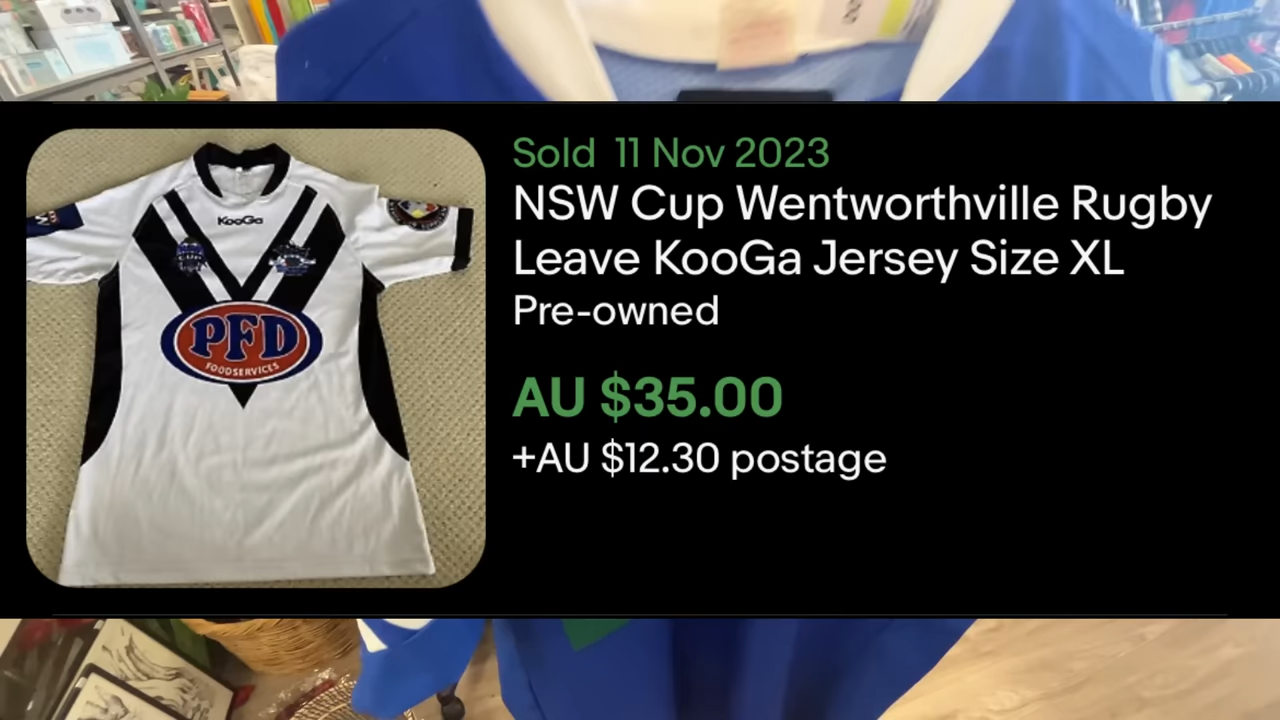 Sold 11 Nov 2023
NSW Cup Wentworthville Rugby
Leave KooGa Jersey Size XL
Pre-owned
AU $35.00
+AU $12.30 postage
KooGa
PFD
FOODSERVICES